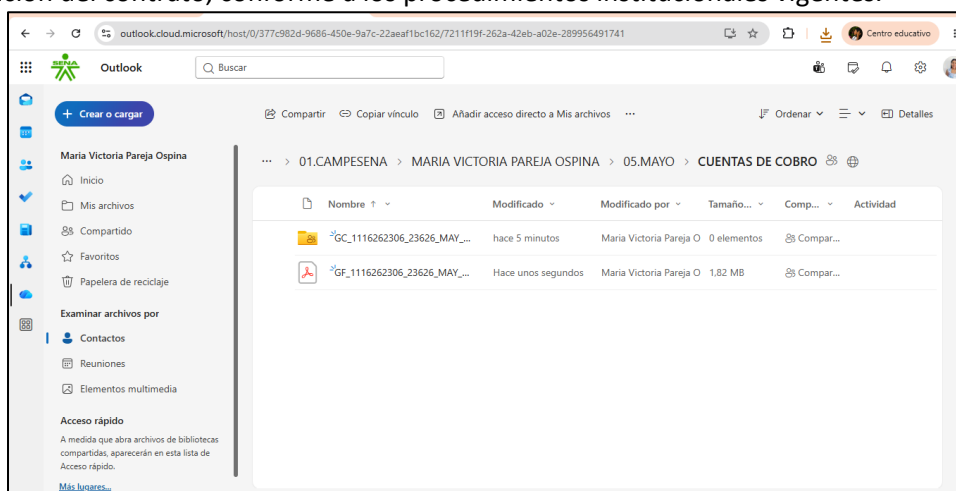 ción del contrato, conforme a los procedimientos institucionales vigentes.
outlook.cloud.microsoft/host/0/377c982d-9686-450e-9a7c-22aeaf1bc162/7211f19f-262a-42eb-a02e-289956491741
Centro educativo
SENA
Outlook
Buscar
Crear o cargar
Compartir
Copiar vínculo
Añadir acceso directo a Mis archivos
Ordenar
Detalles
Maria Victoria Pareja Ospina
Inicio
Mis archivos
Compartido
Favoritos
Papelera de reciclaje
Examinar archivos por
Contactos
Reuniones
Elementos multimedia
Acceso rápido
A medida que abra archivos de bibliotecas
compartidas, aparecerán en esta lista de
Acceso rápido.
Más lugares...
... > 01.CAMPESENA > MARIA VICTORIA PAREJA OSPINA > 05.MAYO > CUENTAS DE COBRO
Nombre ↑ Modificado Modificado por Tamaño... Comp... Actividad
GC_1116262306_23626_MAY_... hace 5 minutos Maria Victoria Pareja O 0 elementos Compar...
GF_1116262306_23626_MAY_... Hace unos segundos Maria Victoria Pareja O 1,82 MB Compar...